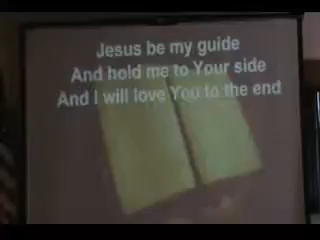 Jesus be my guide
And hold me to Your side
And I will love You to the end